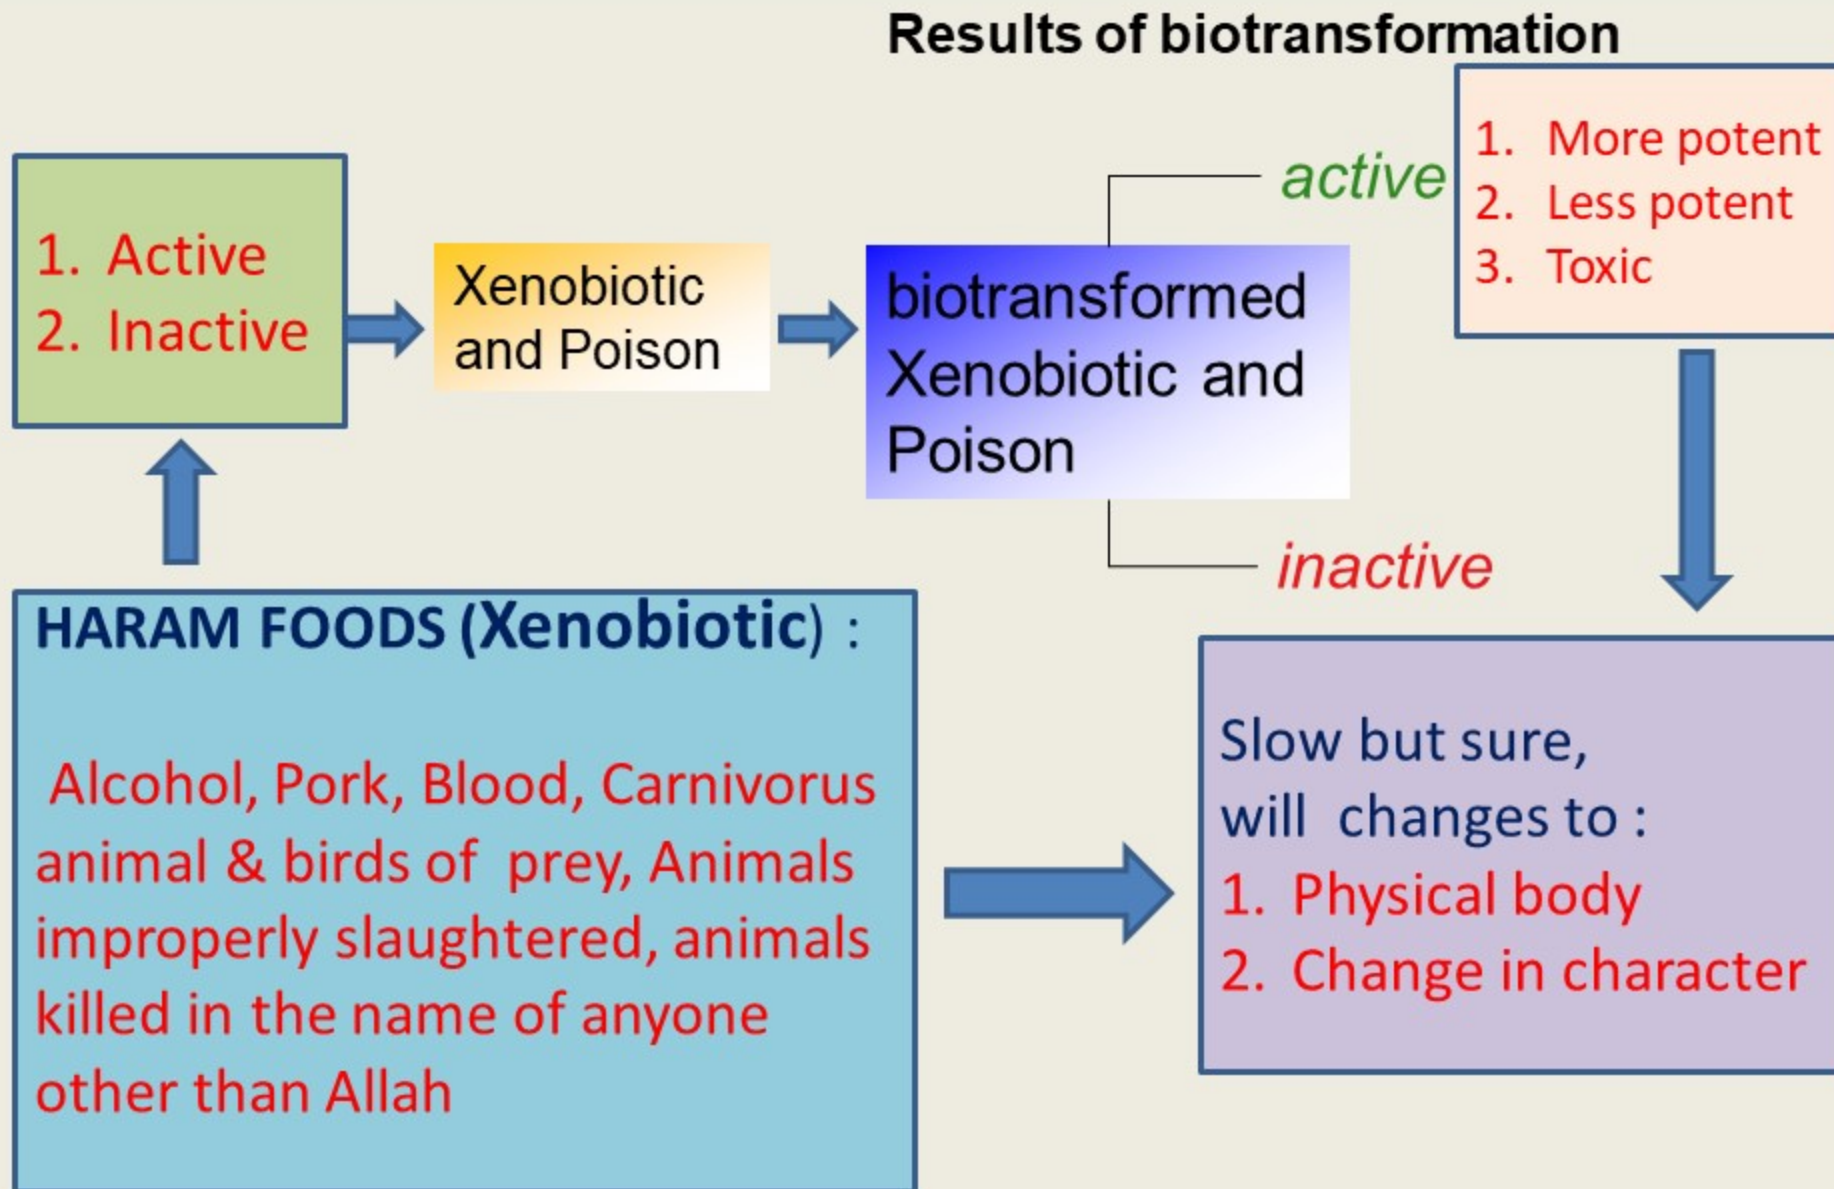 Results of biotransformation
1. Active
2. Inactive
Xenobiotic
and Poison
biotransformed
Xenobiotic and
Poison
active
inactive
1. More potent
2. Less potent
3. Toxic
HARAM FOODS (Xenobiotic) :
Alcohol, Pork, Blood, Carnivorus
animal & birds of prey, Animals
improperly slaughtered, animals
killed in the name of anyone
other than Allah
Slow but sure,
will changes to :
1. Physical body
2. Change in character